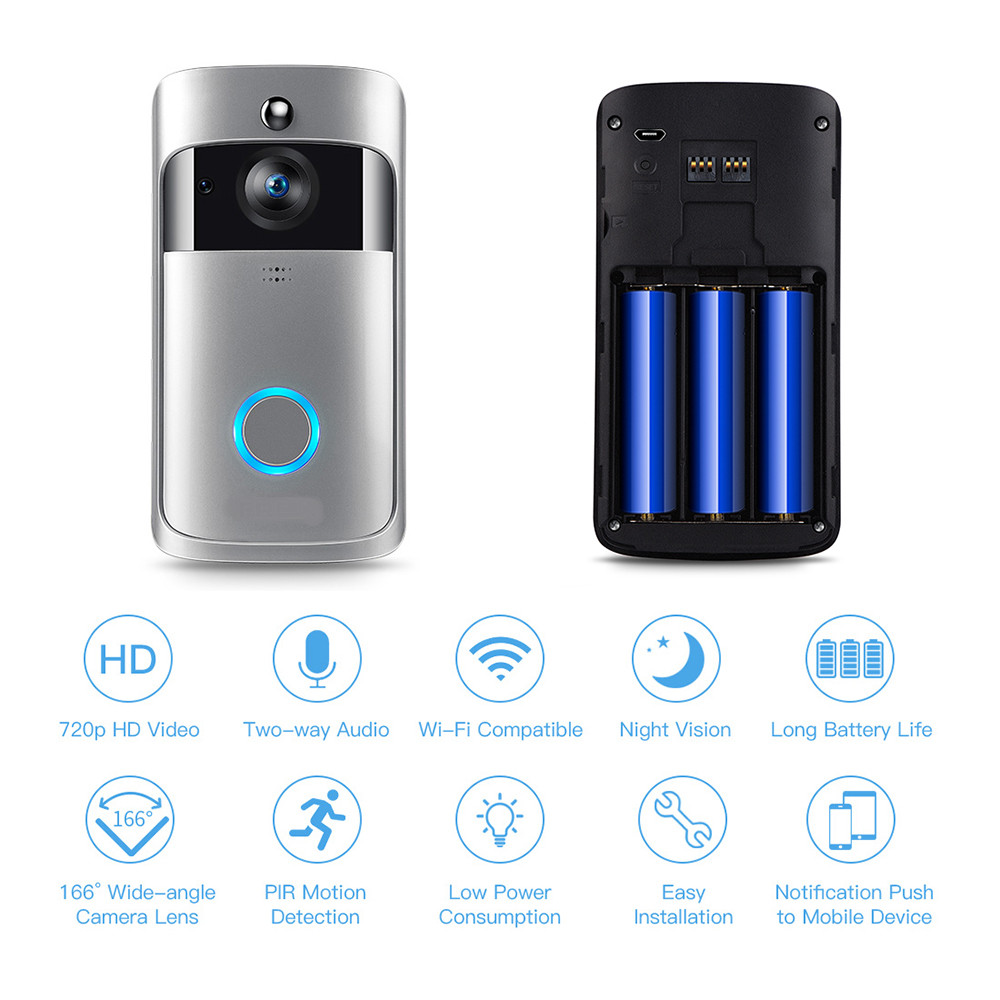 HD
720p HD Video
Two-way Audio
Wi-Fi Compatible
Night Vision
Long Battery Life
166°
166° Wide-angle
Camera Lens
PIR Motion
Detection
Low Power
Consumption
Easy
Installation
Notification Push
to Mobile Device